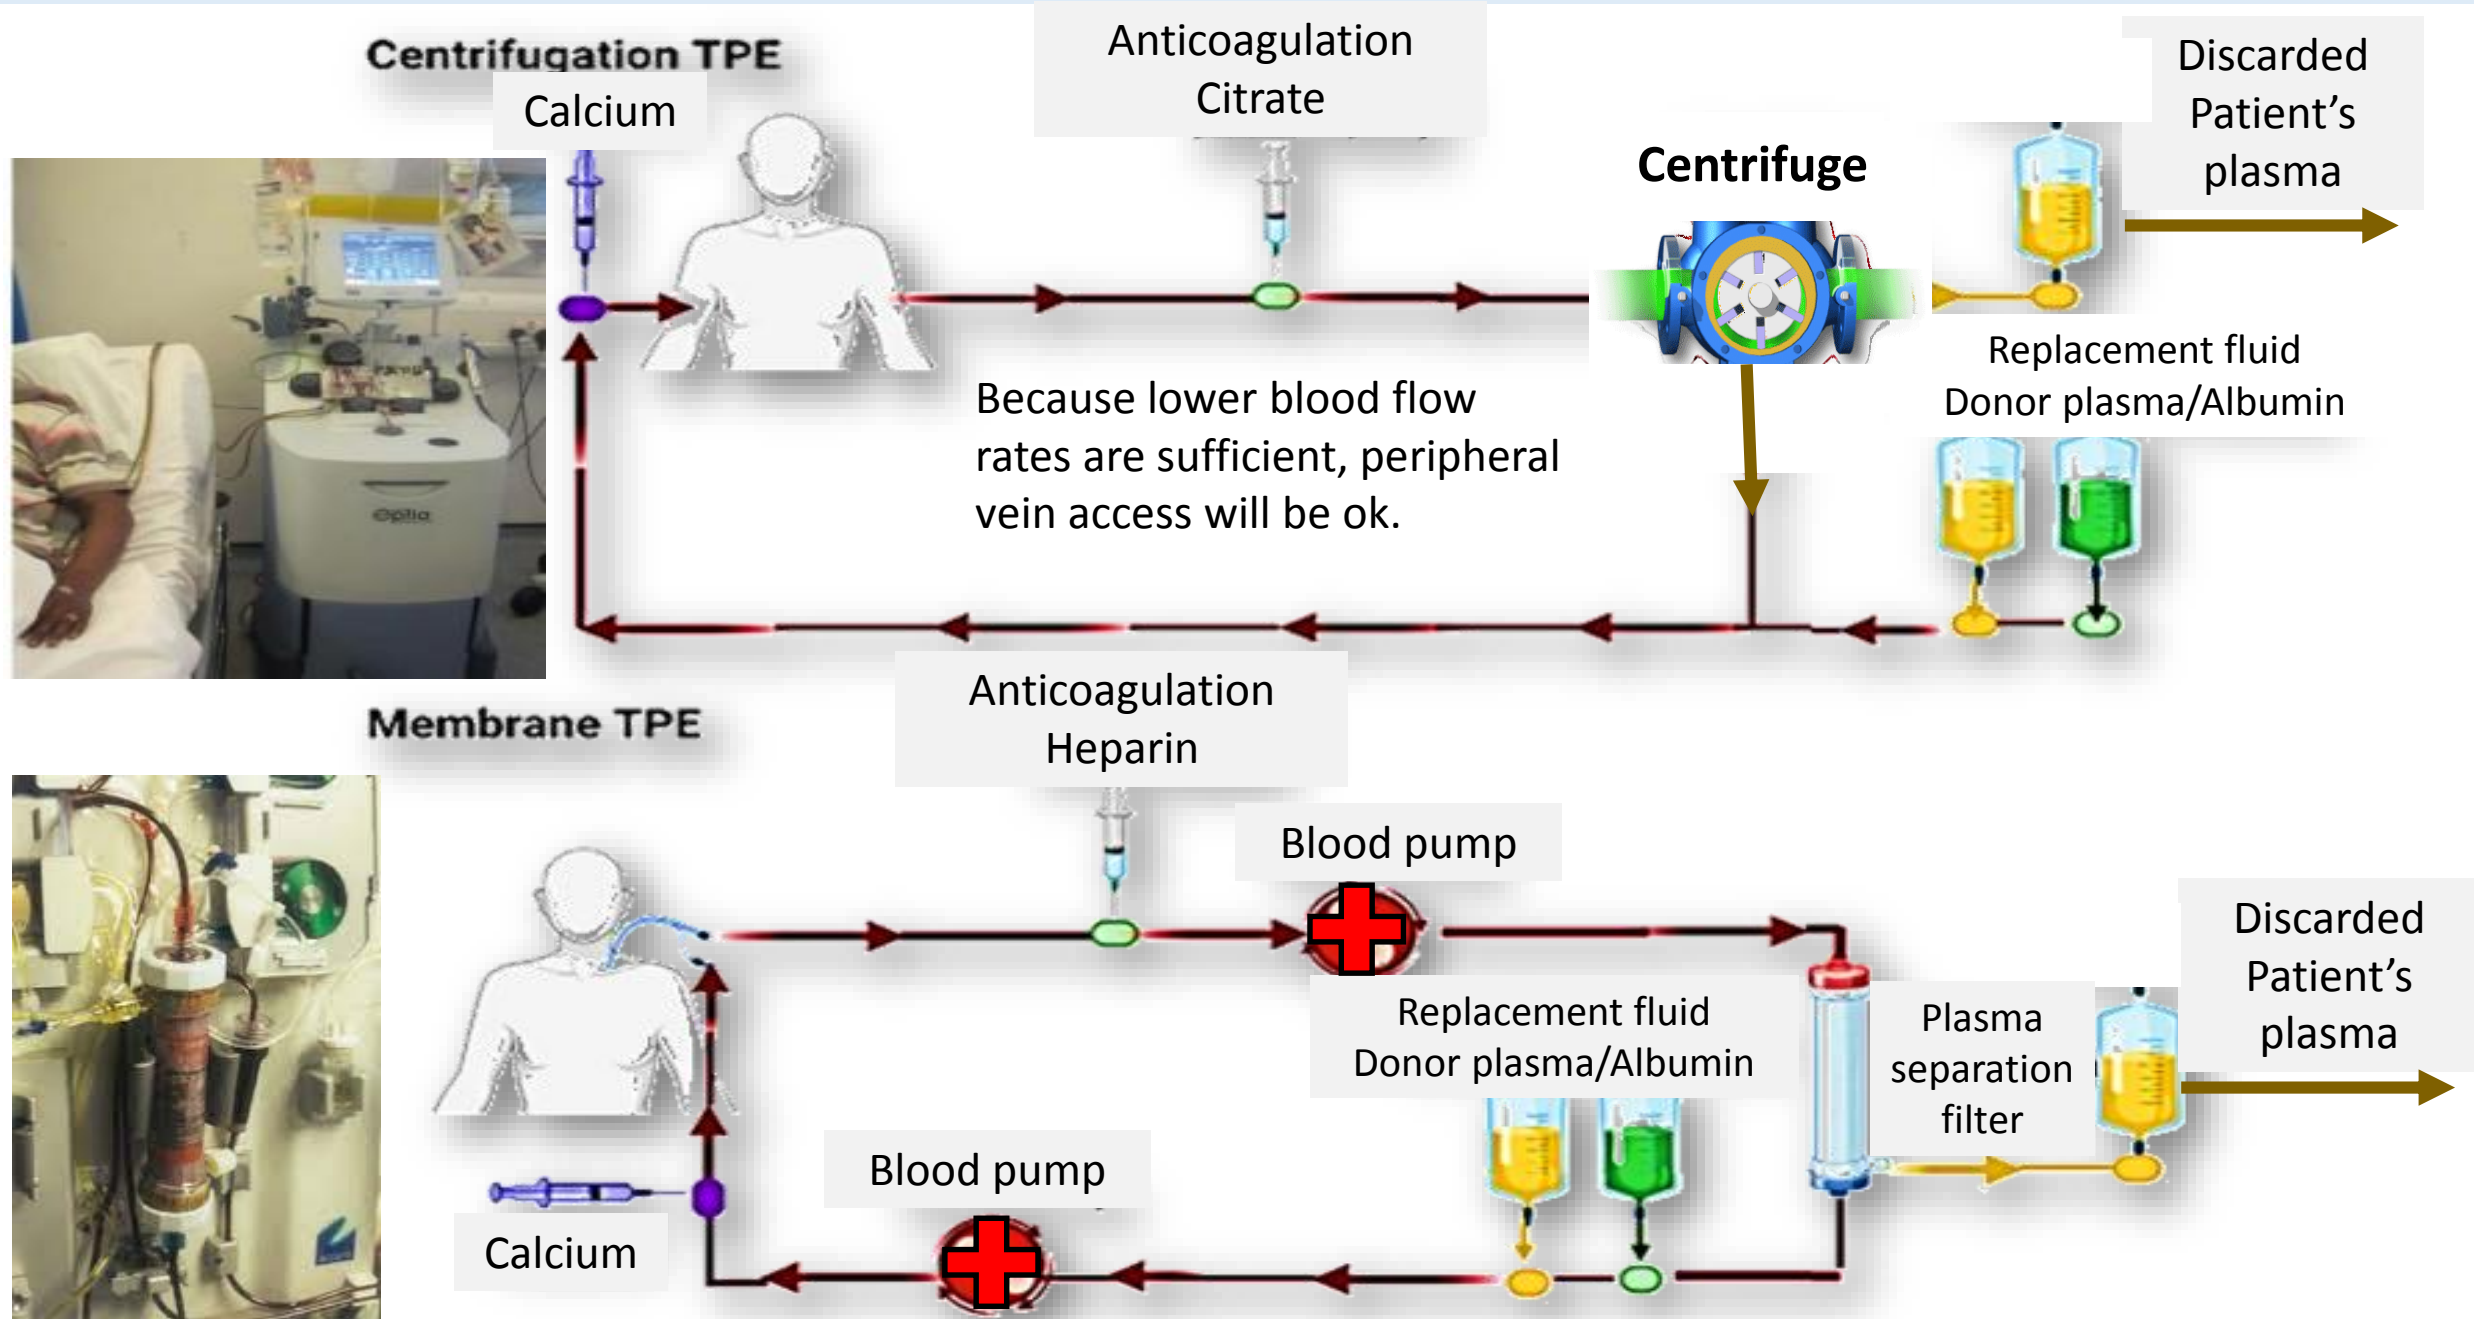 Centrifugation TPE
Calcium
Anticoagulation
Citrate
Centrifuge
Discarded
Patient’s
plasma
Replacement fluid
Donor plasma/Albumin
Because lower blood flow
rates are sufficient, peripheral
vein access will be ok.
Optia
Membrane TPE
Anticoagulation
Heparin
Blood pump
Replacement fluid
Donor plasma/Albumin
Plasma
separation
filter
Discarded
Patient’s
plasma
Blood pump
Calcium